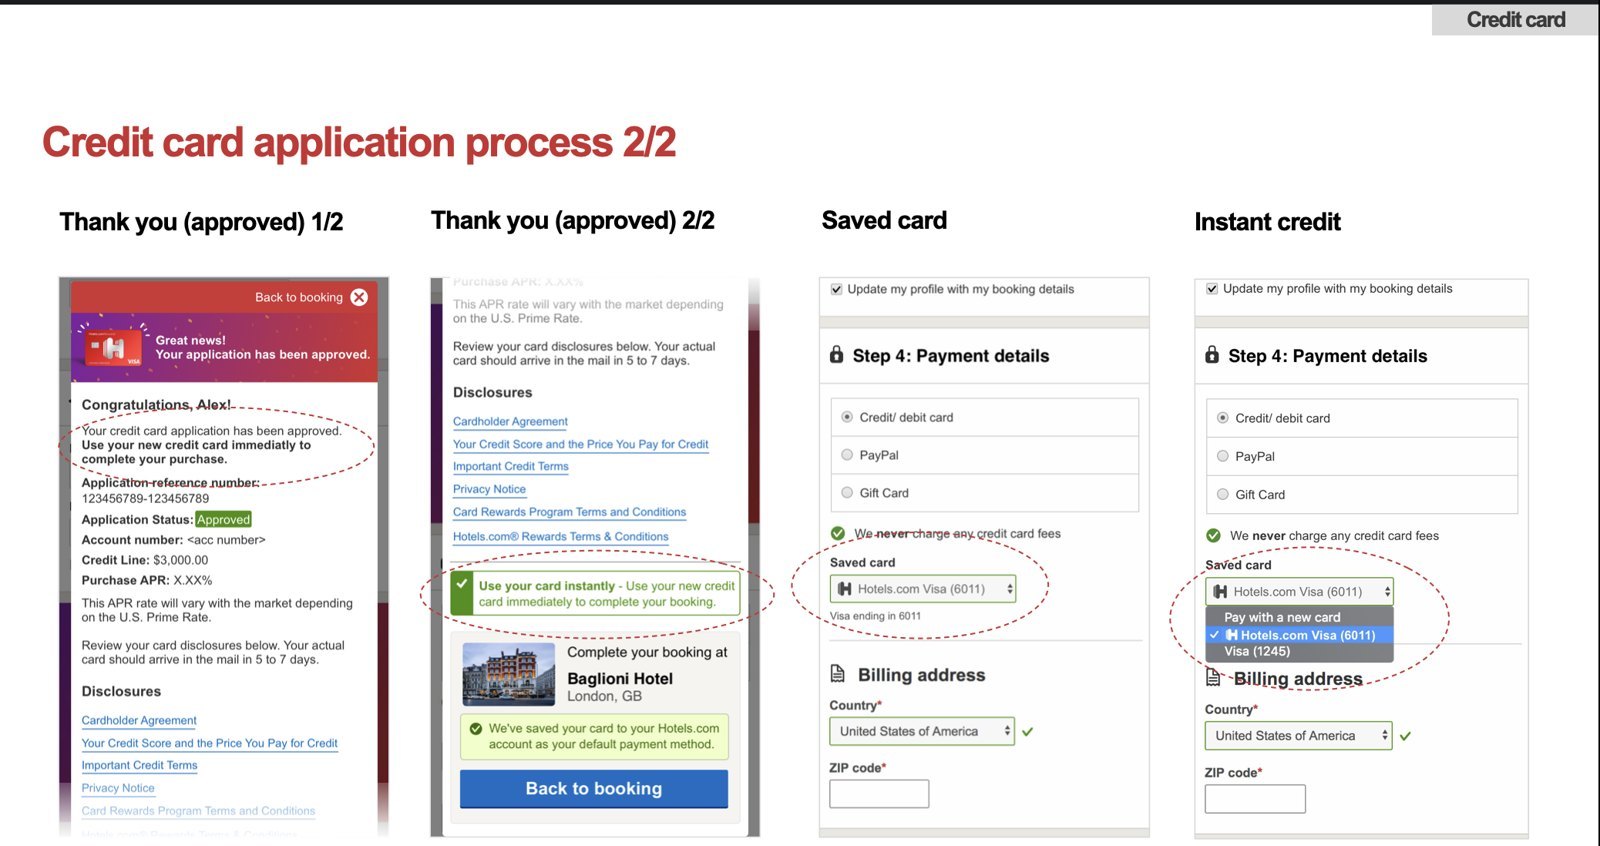 Credit card
Credit card application process 2/2
Thank you (approved) 1/2
Back to booking
Great news!
Your application has been approved.
VISA
Congratulations, Alex!
Your credit card application has been approved.
Use your new credit card immediatly to
complete your purchase.
Application reference number:
123456789-123456789
Application Status: Approved
Account number: <acc number>
Credit Line: $3,000.00
Purchase APR: X.XX%
This APR rate will vary with the market depending
on the U.S. Prime Rate.
Review your card disclosures below. Your actual
card should arrive in the mail in 5 to 7 days.
Disclosures
Cardholder Agreement
Your Credit Score and the Price You Pay for Credit
Important Credit Terms
Privacy Notice
Card Rewards Program Terms and Conditions
Hotels.com® Rewards Terms & Conditions
Thank you (approved) 2/2
Purchase APR: X.XX%
This APR rate will vary with the market depending
on the U.S. Prime Rate.
Review your card disclosures below. Your actual
card should arrive in the mail in 5 to 7 days.
Disclosures
Cardholder Agreement
Your Credit Score and the Price You Pay for Credit
Important Credit Terms
Privacy Notice
Card Rewards Program Terms and Conditions
Hotels.com® Rewards Terms & Conditions
Use your card instantly - Use your new credit
card immediately to complete your booking.
Complete your booking at
Baglioni Hotel
London, GB
We've saved your card to your Hotels.com
account as your default payment method.
Back to booking
Saved card
Update my profile with my booking details
Step 4: Payment details
Credit/ debit card
PayPal
Gift Card
We never charge any credit card fees
Saved card
Hotels.com Visa (6011)
Visa ending in 6011
Billing address
Country*
United States of America
ZIP code*
Instant credit
Update my profile with my booking details
Step 4: Payment details
Credit/ debit card
PayPal
Gift Card
We never charge any credit card fees
Saved card
Hotels.com Visa (6011)
Pay with a new card
Hotels.com Visa (6011)
Visa (1245)
Billing address
Country*
United States of America
ZIP code*